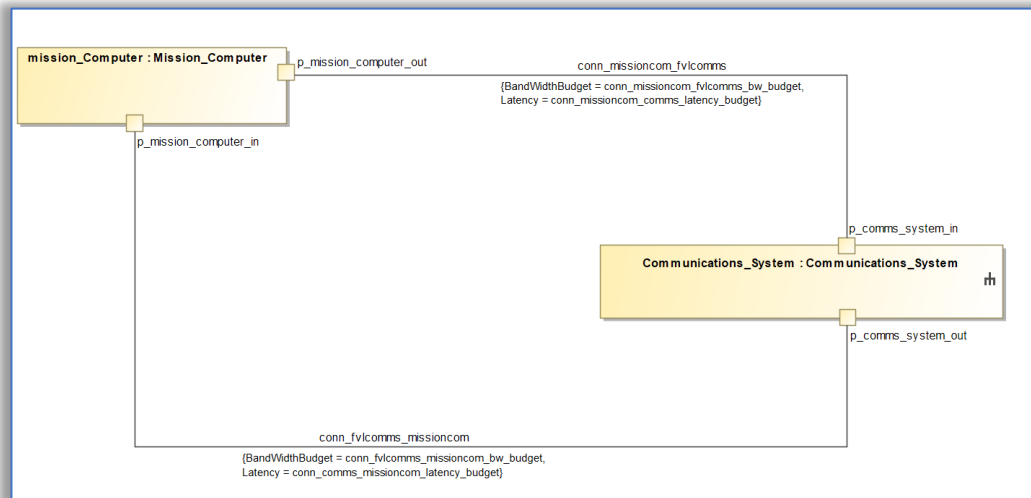 mission_Computer : Mission_Computer
p_mission_computer_out
conn_missioncom_fvlcomms
{BandWidthBudget = conn_missioncom_fvlcomms_bw_budget,
Latency = conn_missioncom_comms_latency_budget}
p_mission_computer_in
p_comms_system_in
Communications_System : Communications_System
p_comms_system_out
conn_fvlcomms_missioncom
{BandWidthBudget = conn_fvlcomms_missioncom_bw_budget,
Latency = conn_comms_missioncom_latency_budget}